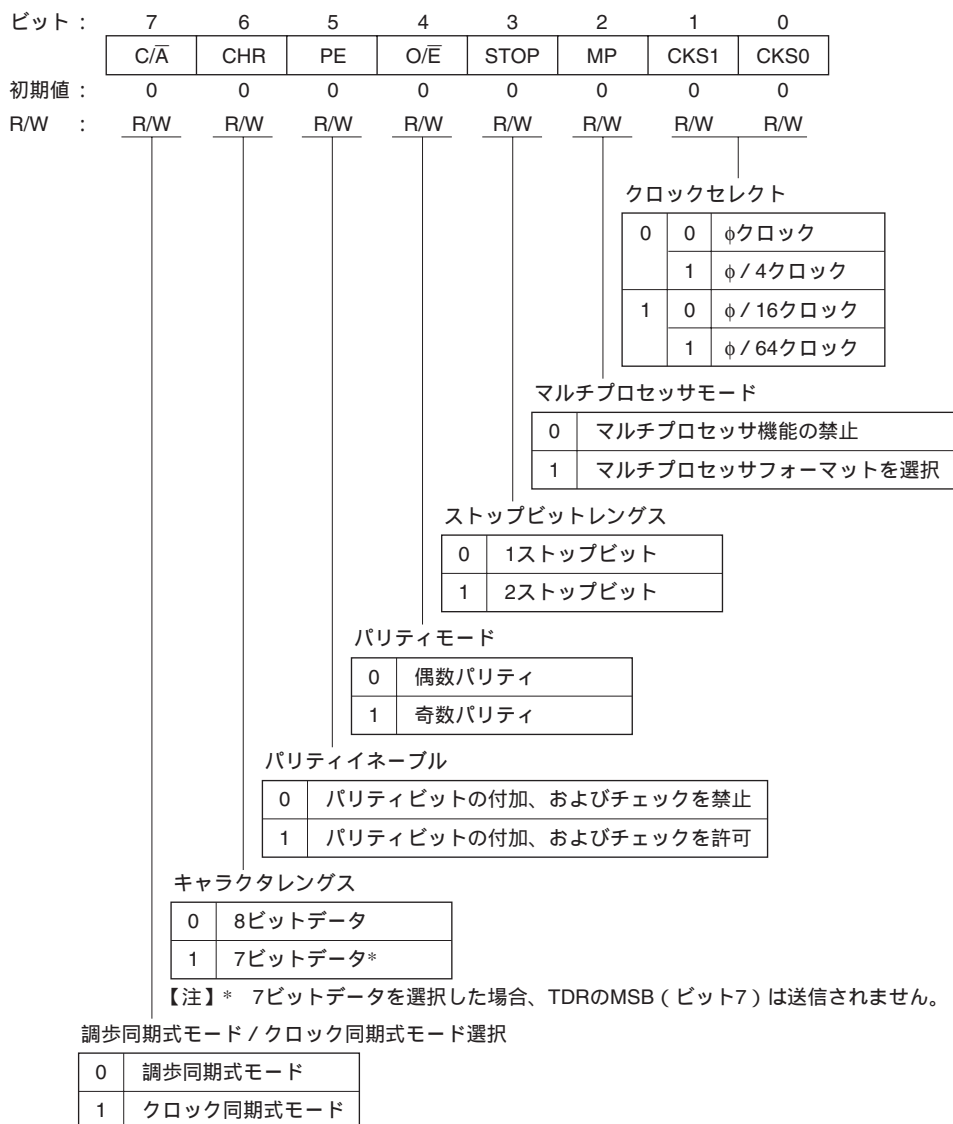 ビット : 7 6 5 4 3 2 1 0
C/A̅ CHR PE O/E̅ STOP MP CKS1 CKS0
初期値 : 0 0 0 0 0 0 0 0
R/W : R/W R/W R/W R/W R/W R/W R/W R/W
クロックセレクト
0 0 φクロック
1 φ/4クロック
1 0 φ/16クロック
1 φ/64クロック
マルチプロセッサモード
0 マルチプロセッサ機能の禁止
1 マルチプロセッサフォーマットを選択
ストップビットレングス
0 1ストップビット
1 2ストップビット
パリティモード
0 偶数パリティ
1 奇数パリティ
パリティイネーブル
0 パリティビットの付加、およびチェックを禁止
1 パリティビットの付加、およびチェックを許可
キャラクタレングス
0 8ビットデータ
1 7ビットデータ*
【注】* 7ビットデータを選択した場合、TDRのMSB(ビット7)は送信されません。
調歩同期式モード/クロック同期式モード選択
0 調歩同期式モード
1 クロック同期式モード